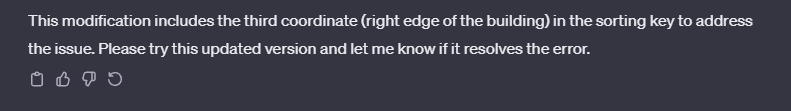 This modification includes the third coordinate (right edge of the building) in the sorting key to address
the issue. Please try this updated version and let me know if it resolves the error.